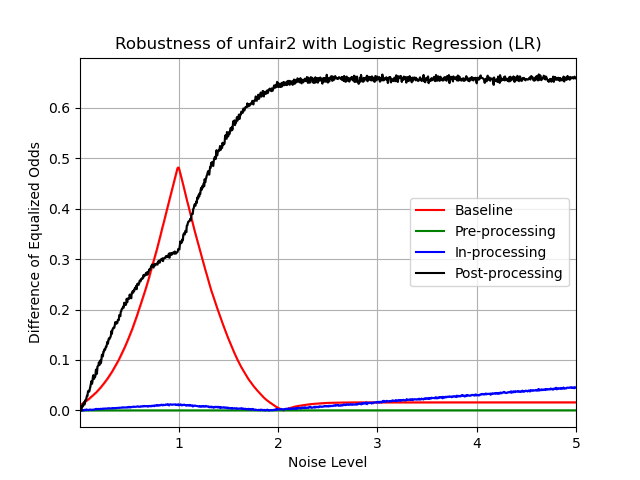 Robustness of unfair2 with Logistic Regression (LR)
Difference of Equalized Odds
0.6
0.5
0.4
0.3
0.2
0.1
0.0
Baseline
Pre-processing
In-processing
Post-processing
1 2 3 4 5
Noise Level